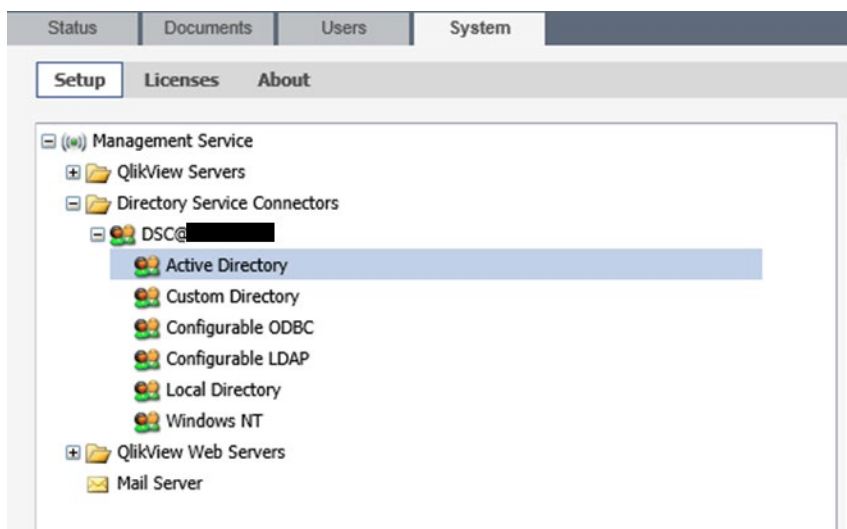 Status Documents Users System
Setup Licenses About
Management Service
QlikView Servers
Directory Service Connectors
DSC@
Active Directory
Custom Directory
Configurable ODBC
Configurable LDAP
Local Directory
Windows NT
QlikView Web Servers
Mail Server